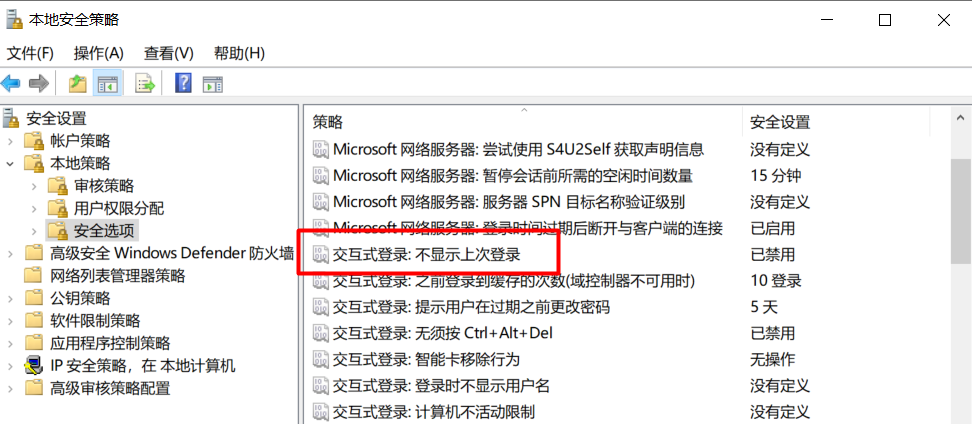 本地安全策略
文件(F) 操作(A) 查看(V) 帮助(H)
安全设置
帐户策略
本地策略
审核策略
用户权限分配
安全选项
高级安全 Windows Defender 防火墙
网络列表管理器策略
公钥策略
软件限制策略
应用程序控制策略
IP 安全策略，在 本地计算机
高级审核策略配置
策略 安全设置
Microsoft 网络服务器: 尝试使用 S4U2Self 获取声明信息 没有定义
Microsoft 网络服务器: 暂停会话前所需的空闲时间数量 15 分钟
Microsoft 网络服务器: 服务器 SPN 目标名称验证级别 没有定义
Microsoft 网络服务器: 登录时间过期后断开与客户端的连接 已启用
交互式登录: 不显示上次登录 已禁用
交互式登录: 之前登录到缓存的次数(域控制器不可用时) 10 登录
交互式登录: 提示用户在过期之前更改密码 5 天
交互式登录: 无须按 Ctrl+Alt+Del 已禁用
交互式登录: 智能卡移除行为 无操作
交互式登录: 登录时不显示用户名 没有定义
交互式登录: 计算机不活动限制 没有定义